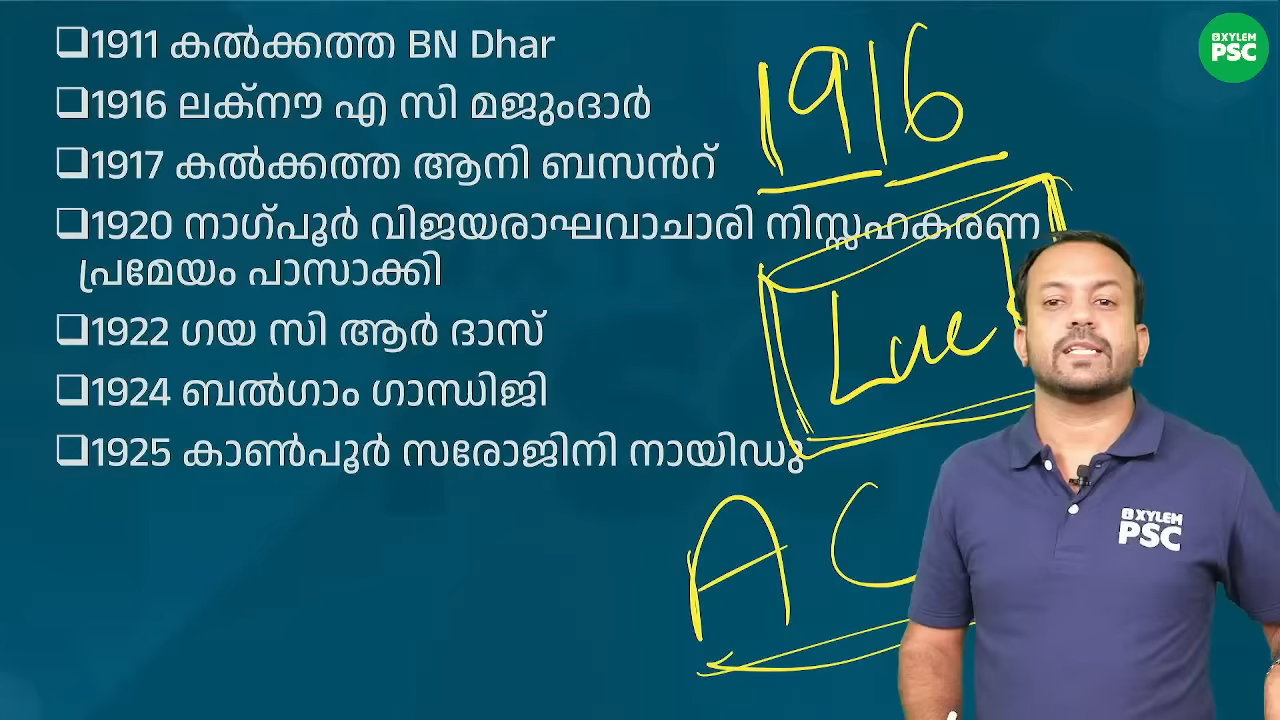 ❑1911 കൽക്കത്ത BN Dhar
❑1916 ലക്നൗ എ സി മജുംദാർ
❑1917 കൽക്കത്ത ആനി ബസൻറ്
❑1920 നാഗ്പൂർ വിജയരാഘവാചാരി നിസ്സഹകരണ
പ്രമേയം പാസാക്കി
❑1922 ഗയ സി ആർ ദാസ്
❑1924 ബൽഗാം ഗാന്ധിജി
❑1925 കാൺപൂർ സരോജിനി നായിഡു
1916
A C
XYLEM
PSC
XYLEM
PSC